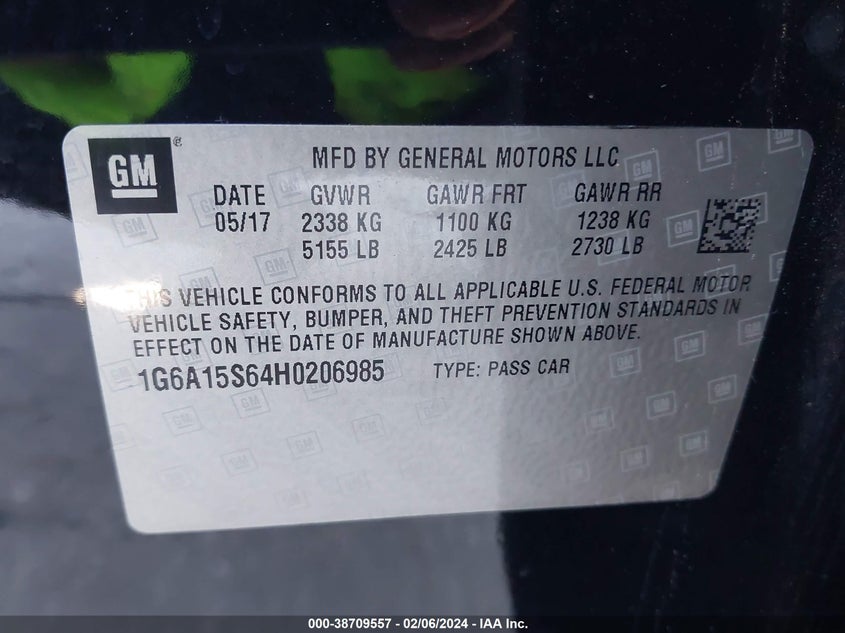 GM®
MFD BY GENERAL MOTORS LLC
DATE GVWR GAWR FRT GAWR RR
05/17 2338 KG 1100 KG 1238 KG
5155 LB 2425 LB 2730 LB
THIS VEHICLE CONFORMS TO ALL APPLICABLE U.S. FEDERAL MOTOR
VEHICLE SAFETY, BUMPER, AND THEFT PREVENTION STANDARDS IN
EFFECT ON THE DATE OF MANUFACTURE SHOWN ABOVE.
1G6A15S64H0206985 TYPE: PASS CAR
000-38709557 - 02/06/2024 - IAA Inc.